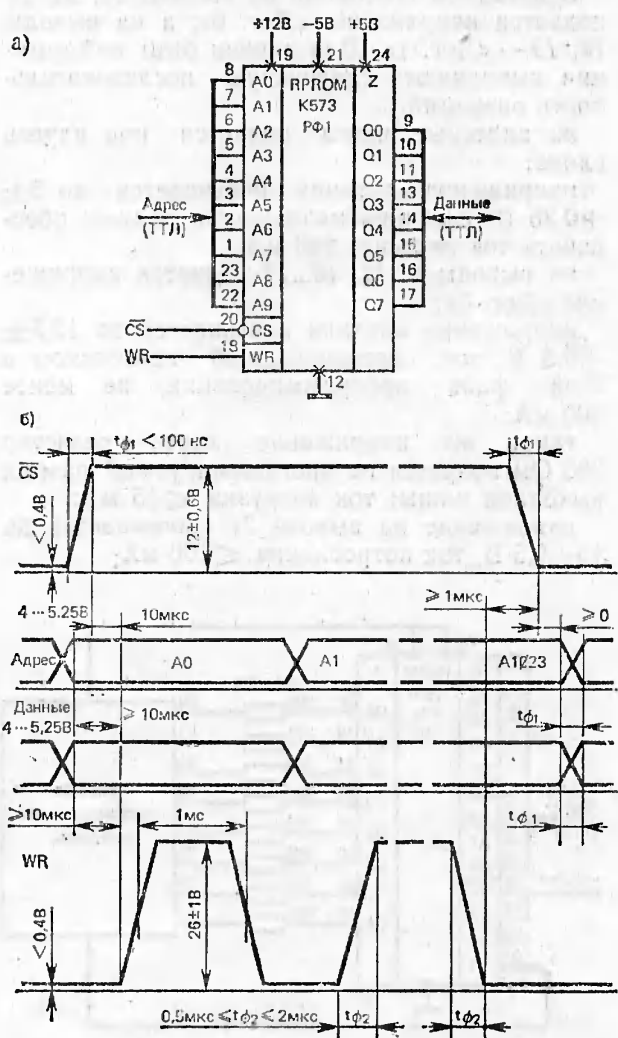 +12В -5В +5В
а)
19 21 24
8 A0 RPROM Z
7 A1 К573
6 A2 РФ1 Q0 9
5 A3 Q1 10
4 A4 Q2 11
3 A5 Q3 13
Адрес (ТТЛ) 2 A6 Q4 14 Данные (ТТЛ)
1 A7 Q5 15
23 A8 Q6 16
22 A9 Q7 17
CS 20 CS
WR 18 WR
12
б)
tф1 < 100 нс tф1
CS
<0,4В
12±0,6В
4···5.25В 10мкс ⩾ 1мкс ⩾0
Адрес A0 A1 A1023
Данные ⩾ 10мкс tф1
4···5,25В
⩾10мкс 1мс tф1
WR
<0,4В
26±1В
0,5мкс ⩽ tф2 ⩽ 2мкс tф2 tф2